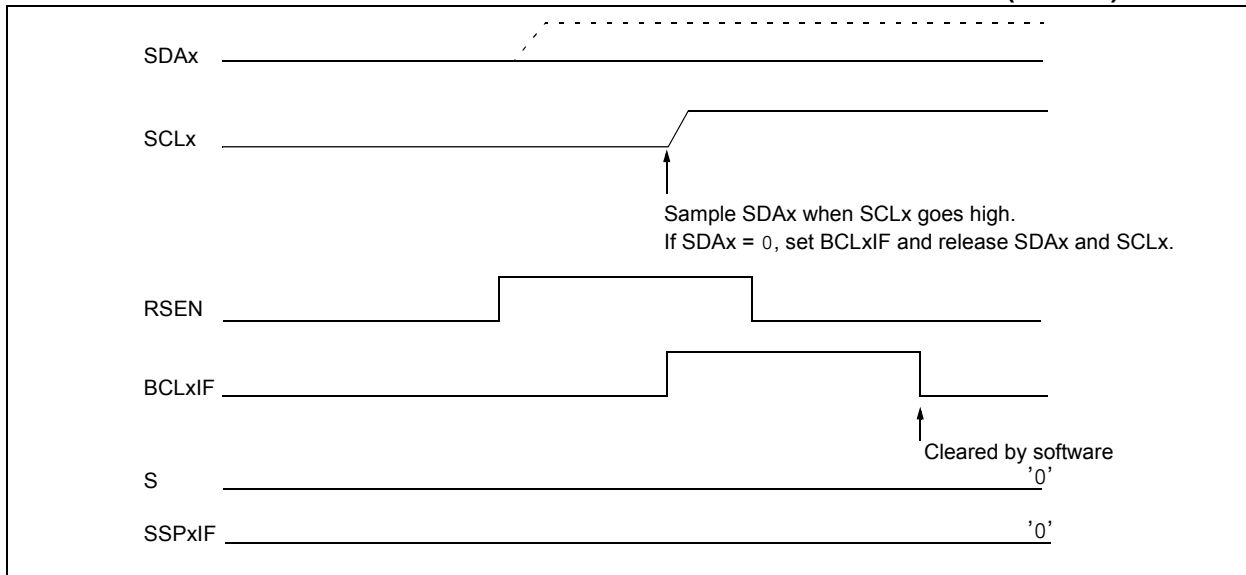 SDAx
SCLx
Sample SDAx when SCLx goes high.
If SDAx = 0, set BCLxIF and release SDAx and SCLx.
RSEN
BCLxIF
Cleared by software
S
'0'
SSPxIF
'0'